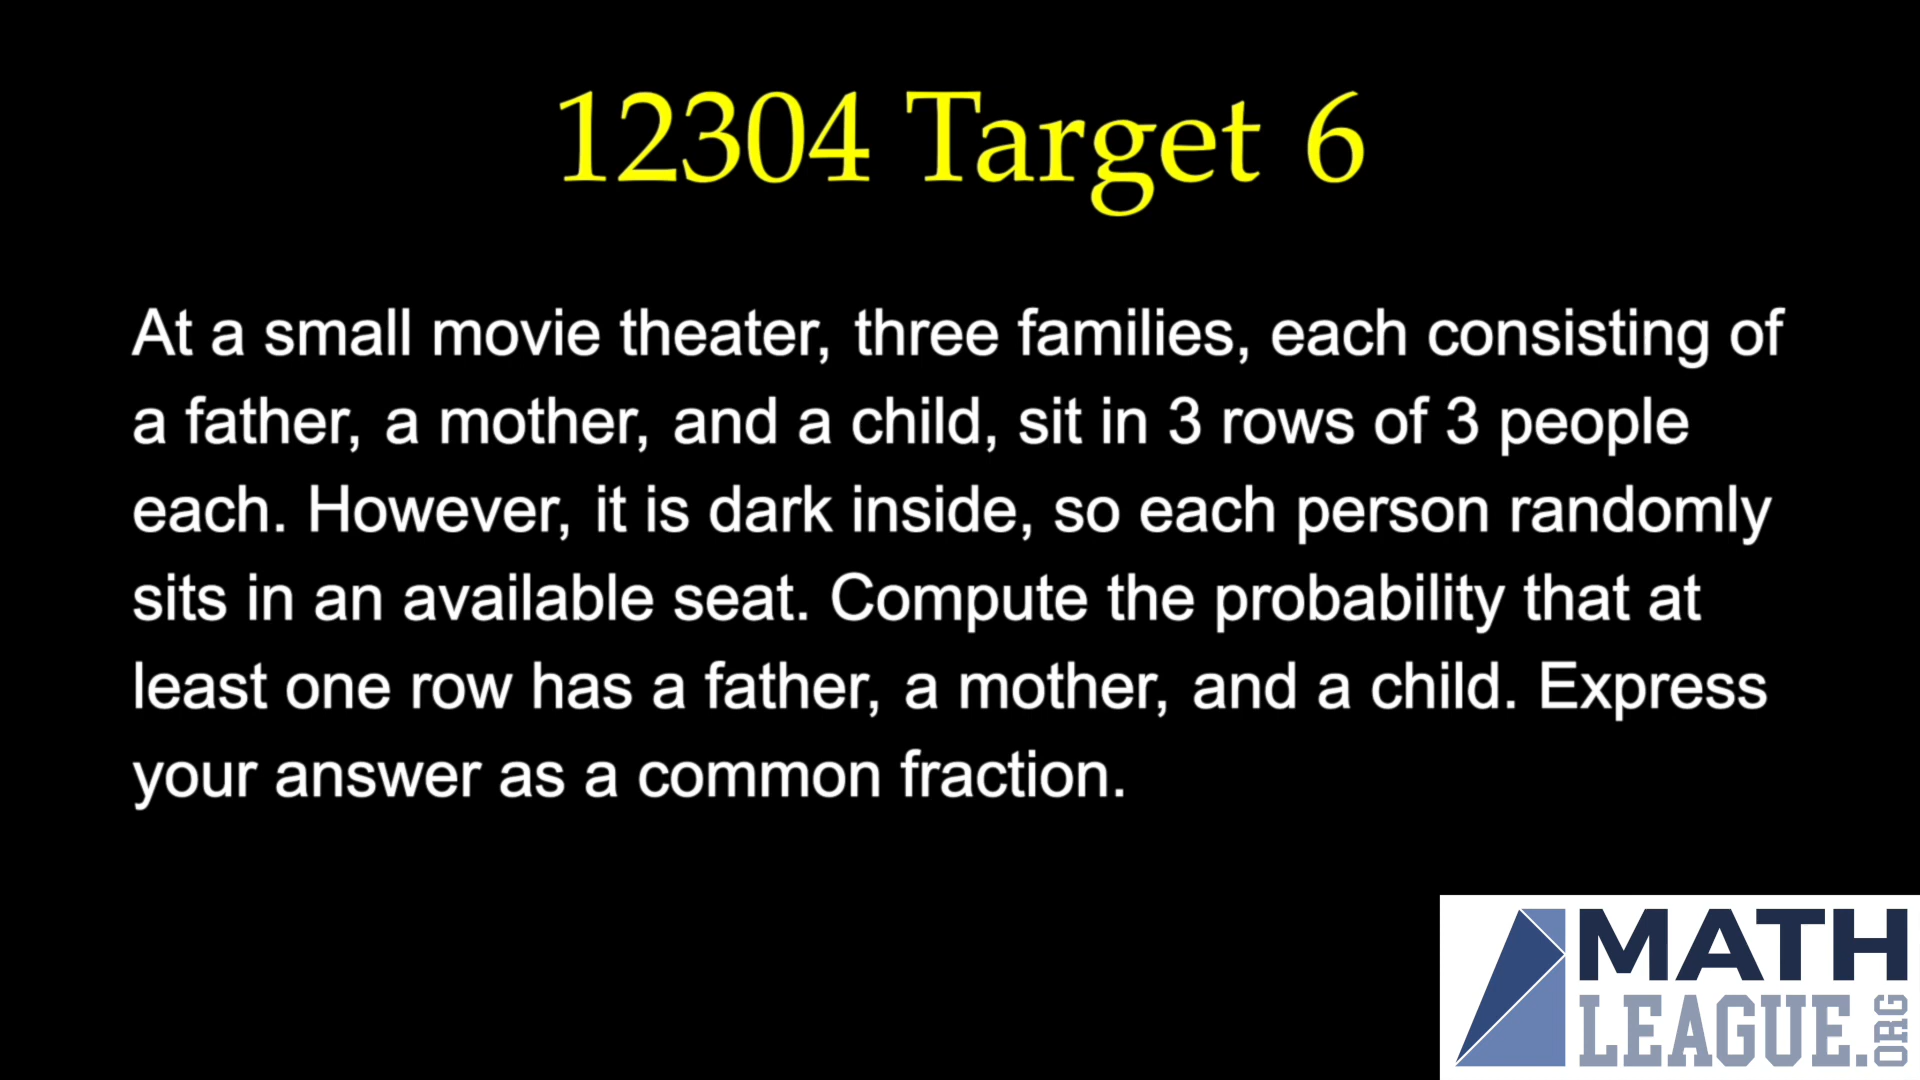 12304 Target 6
At a small movie theater, three families, each consisting of
a father, a mother, and a child, sit in 3 rows of 3 people
each. However, it is dark inside, so each person randomly
sits in an available seat. Compute the probability that at
least one row has a father, a mother, and a child. Express
your answer as a common fraction.
MATH
LEAGUE.ORG